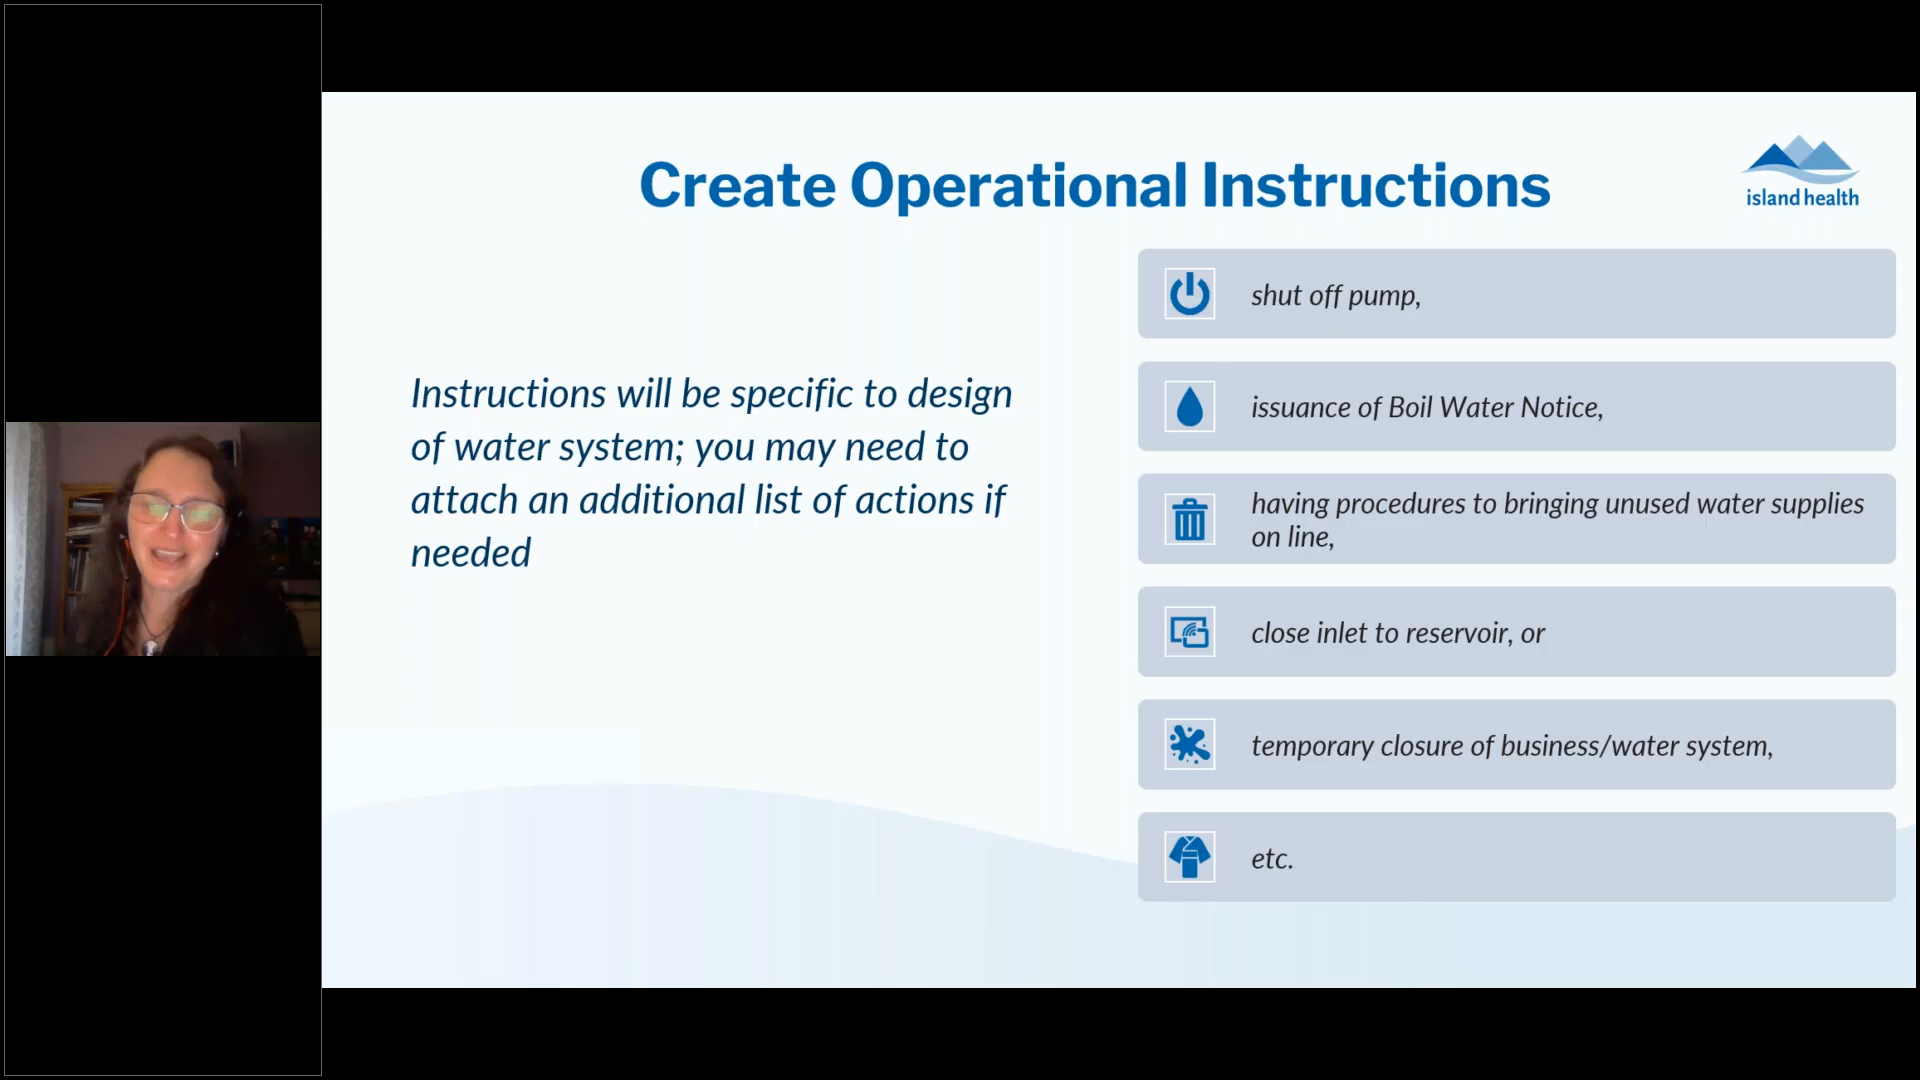 Create Operational Instructions
island health
Instructions will be specific to design
of water system; you may need to
attach an additional list of actions if
needed
shut off pump,
issuance of Boil Water Notice,
having procedures to bringing unused water supplies
on line,
close inlet to reservoir, or
temporary closure of business/water system,
etc.